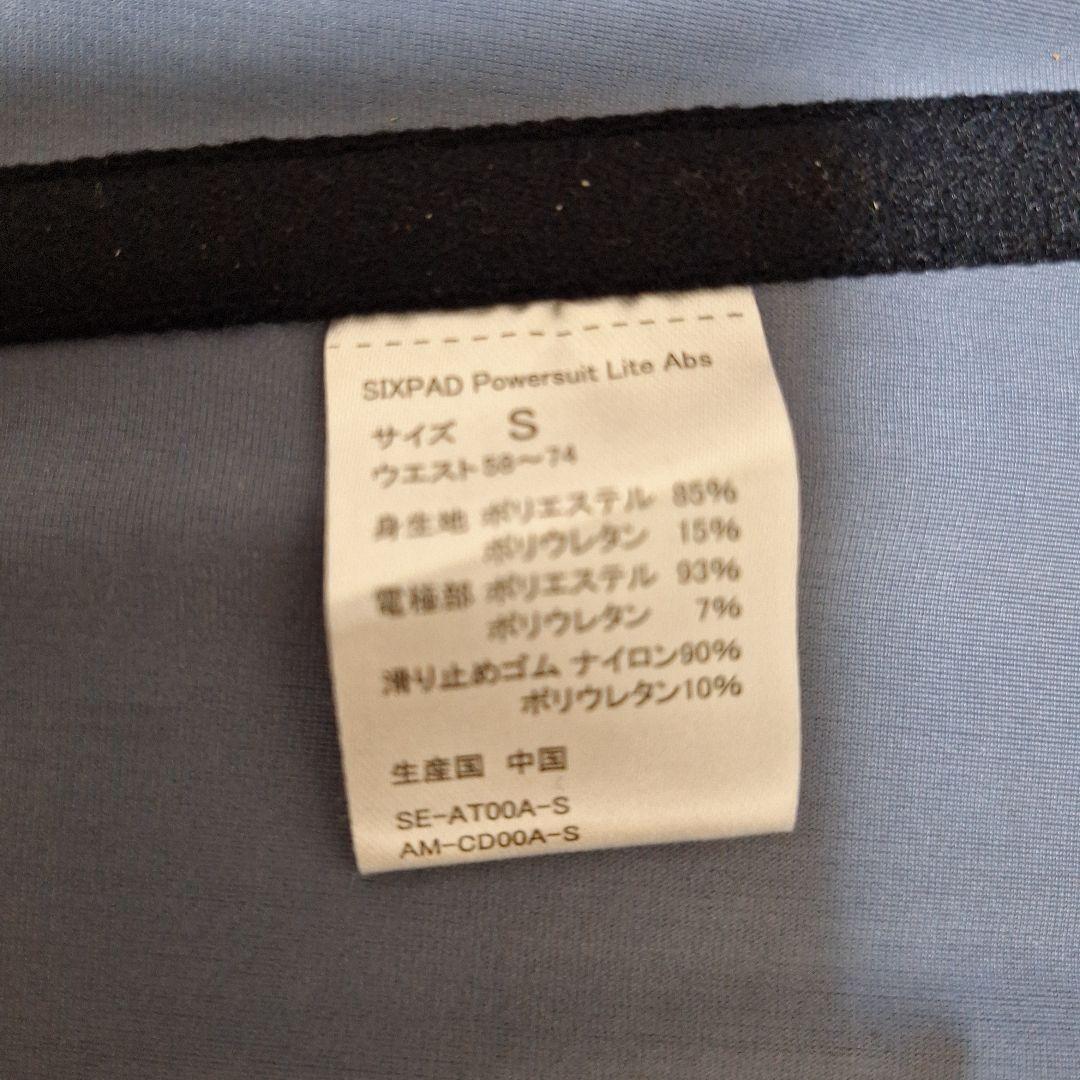 SIXPAD Powersuit Lite Abs
サイズ S
ウエスト58～74
身生地 ポリエステル 85%
ポリウレタン 15%
電極部 ポリエステル 93%
ポリウレタン 7%
滑り止めゴム ナイロン90%
ポリウレタン10%
生産国 中国
SE-AT00A-S
AM-CD00A-S